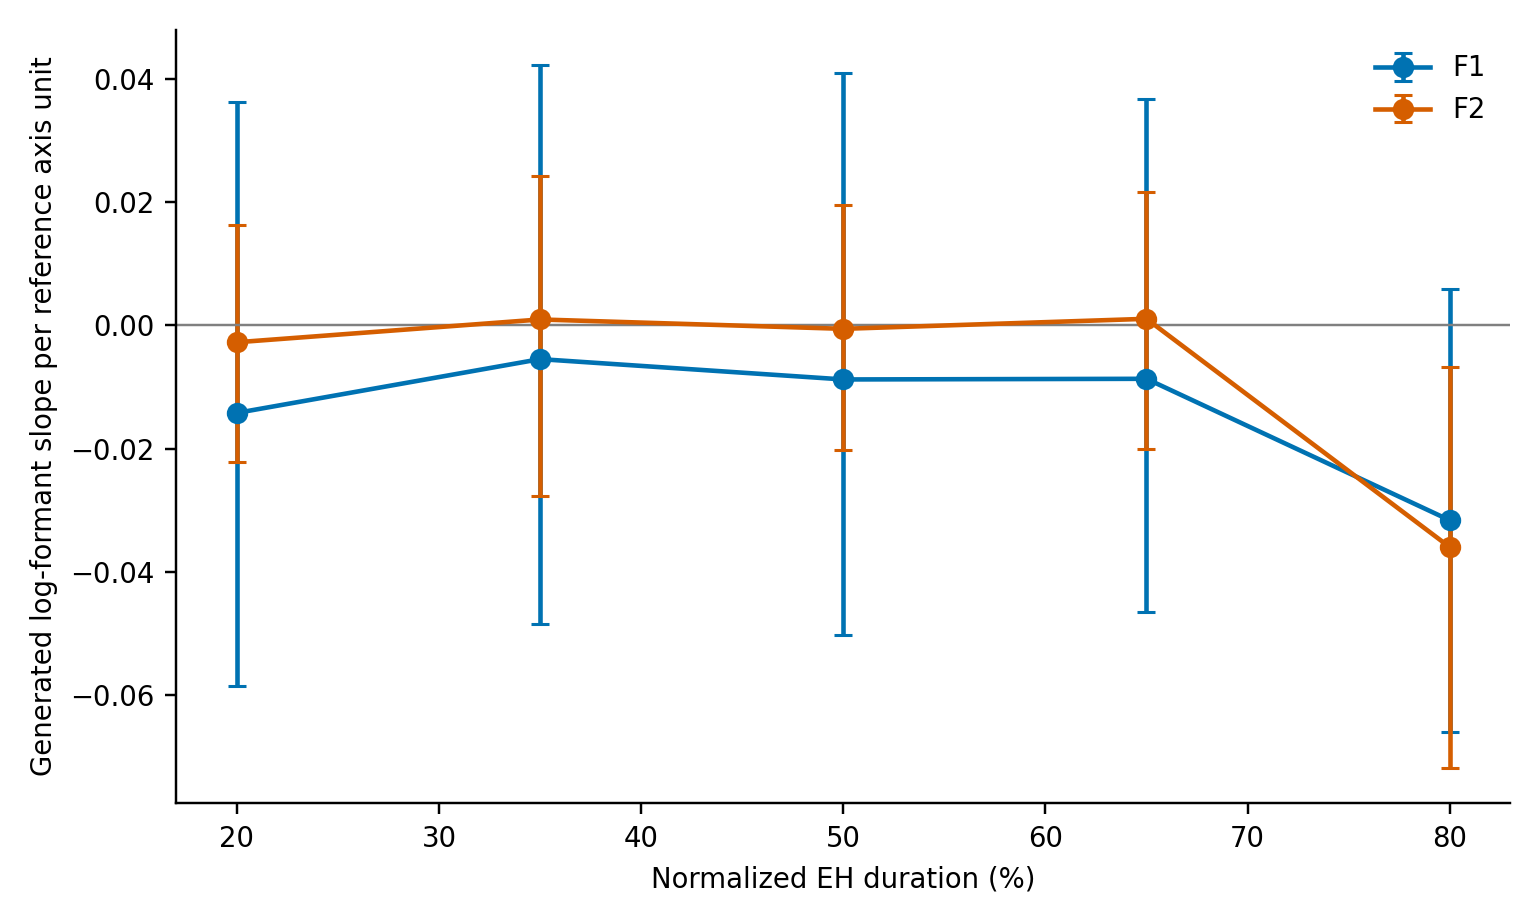 Generated log-formant slope per reference axis unit
0.04
0.02
0.00
−0.02
−0.04
−0.06
F1
F2
20 30 40 50 60 70 80
Normalized EH duration (%)